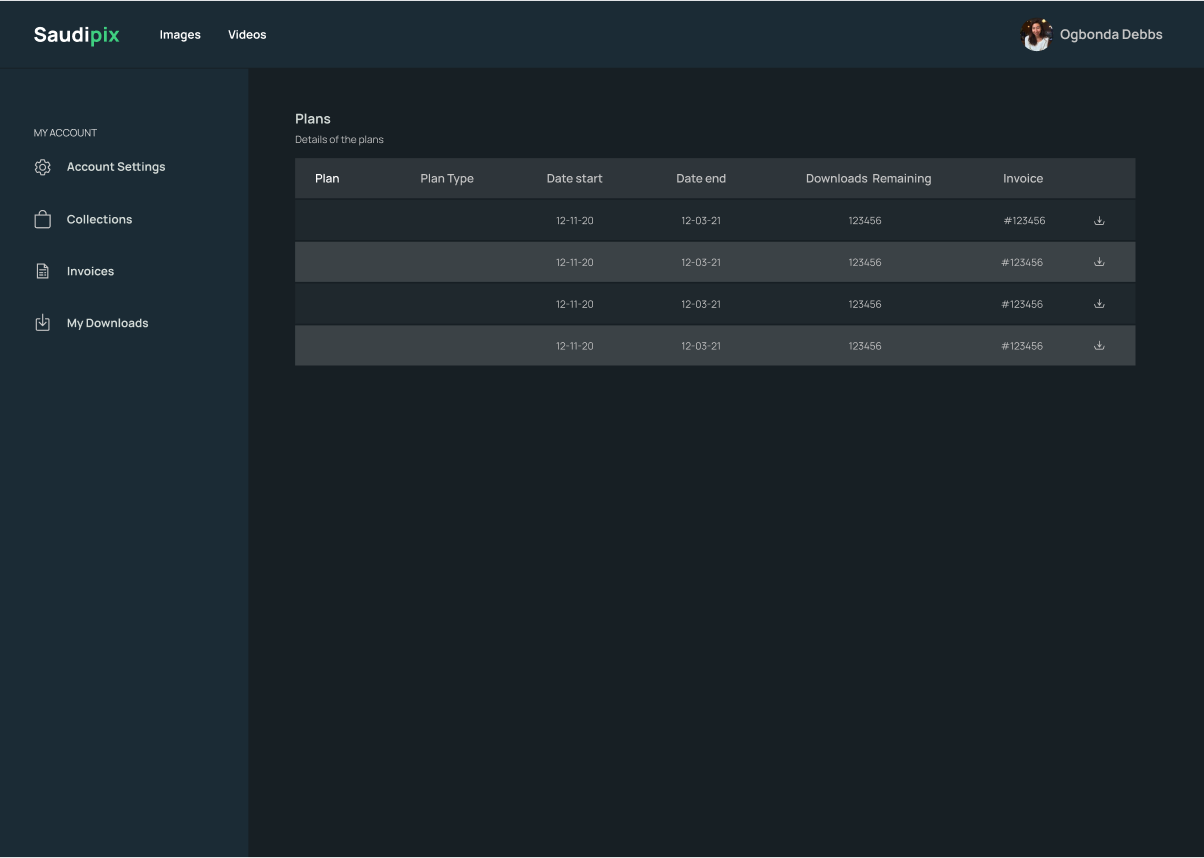 Saudipix Images Videos Ogbonda Debbs
MY ACCOUNT
Account Settings
Collections
Invoices
My Downloads
Plans
Details of the plans
Plan Plan Type Date start Date end Downloads Remaining Invoice
12-11-20 12-03-21 123456 #123456
12-11-20 12-03-21 123456 #123456
12-11-20 12-03-21 123456 #123456
12-11-20 12-03-21 123456 #123456